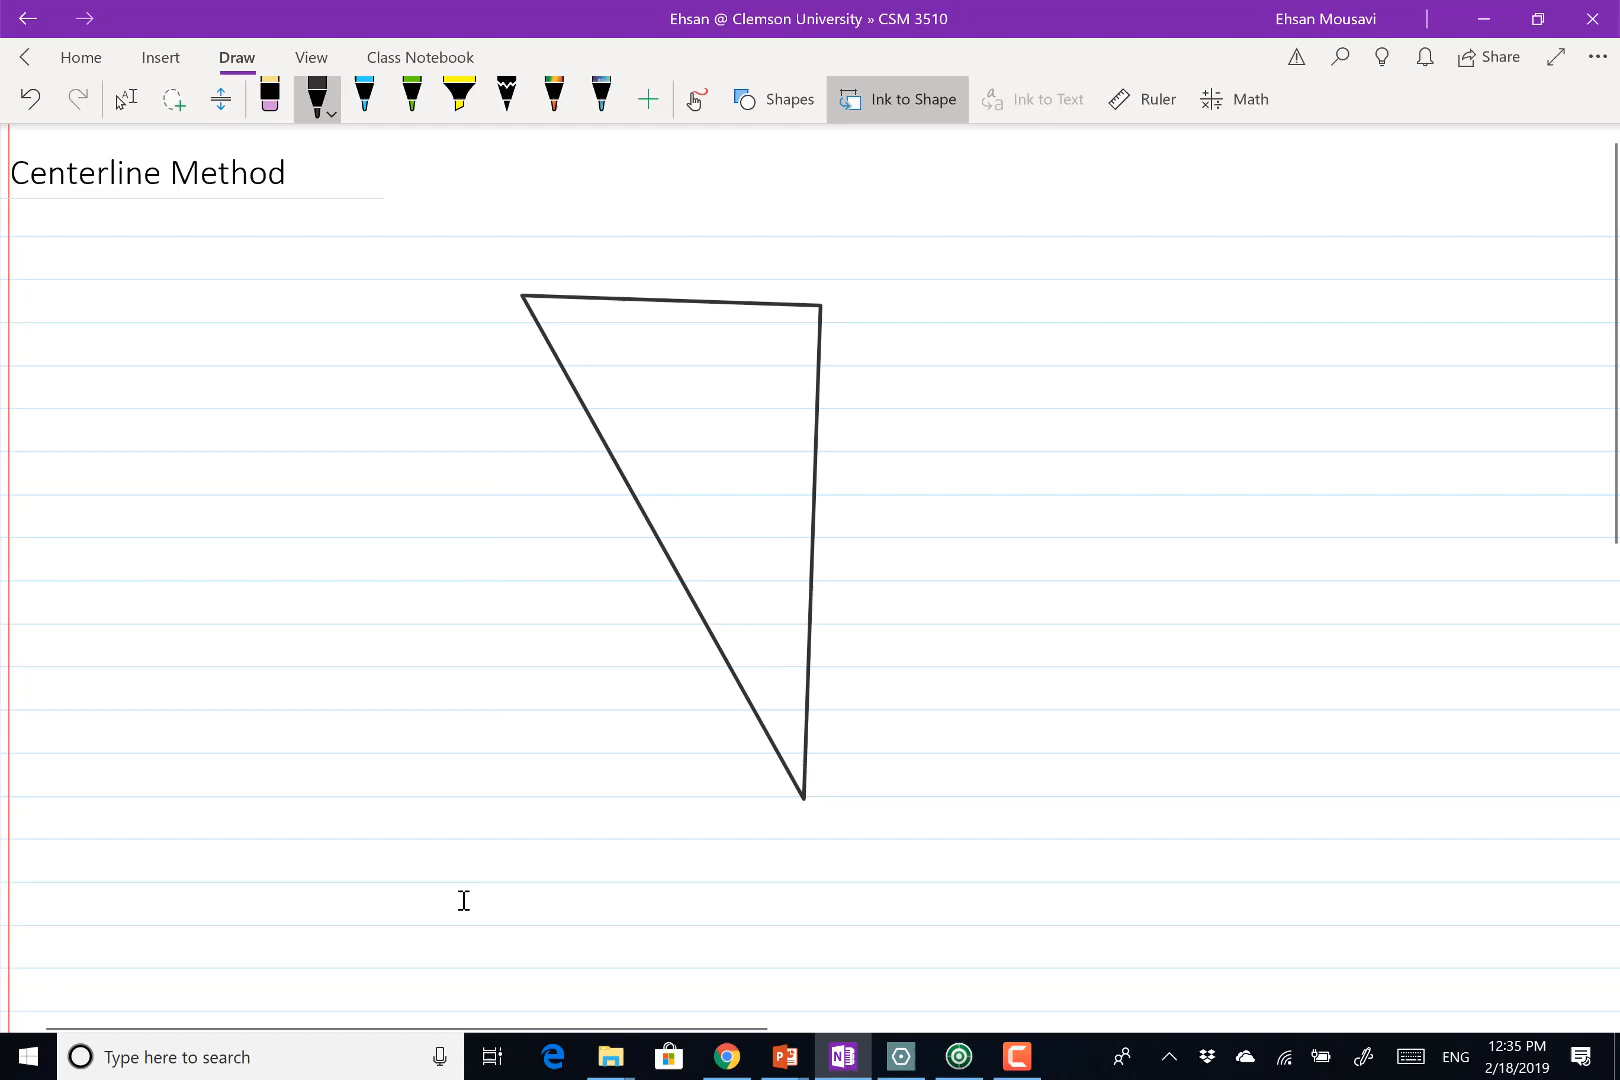 Ehsan @ Clemson University » CSM 3510
Ehsan Mousavi
Home Insert Draw View Class Notebook
Share
Shapes Ink to Shape Ink to Text Ruler Math
Centerline Method
Type here to search
ENG
12:35 PM
2/18/2019